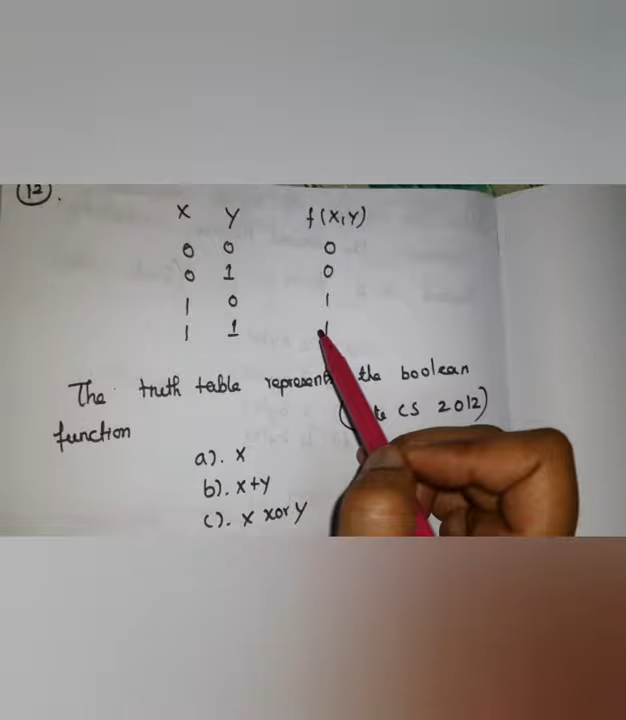 12.
X Y f(X,Y)
0 0 0
0 1 0
1 0 1
1 1 1
The truth table represents the boolean
function CS 2012)
a). X
b). X+Y
c). X xor Y